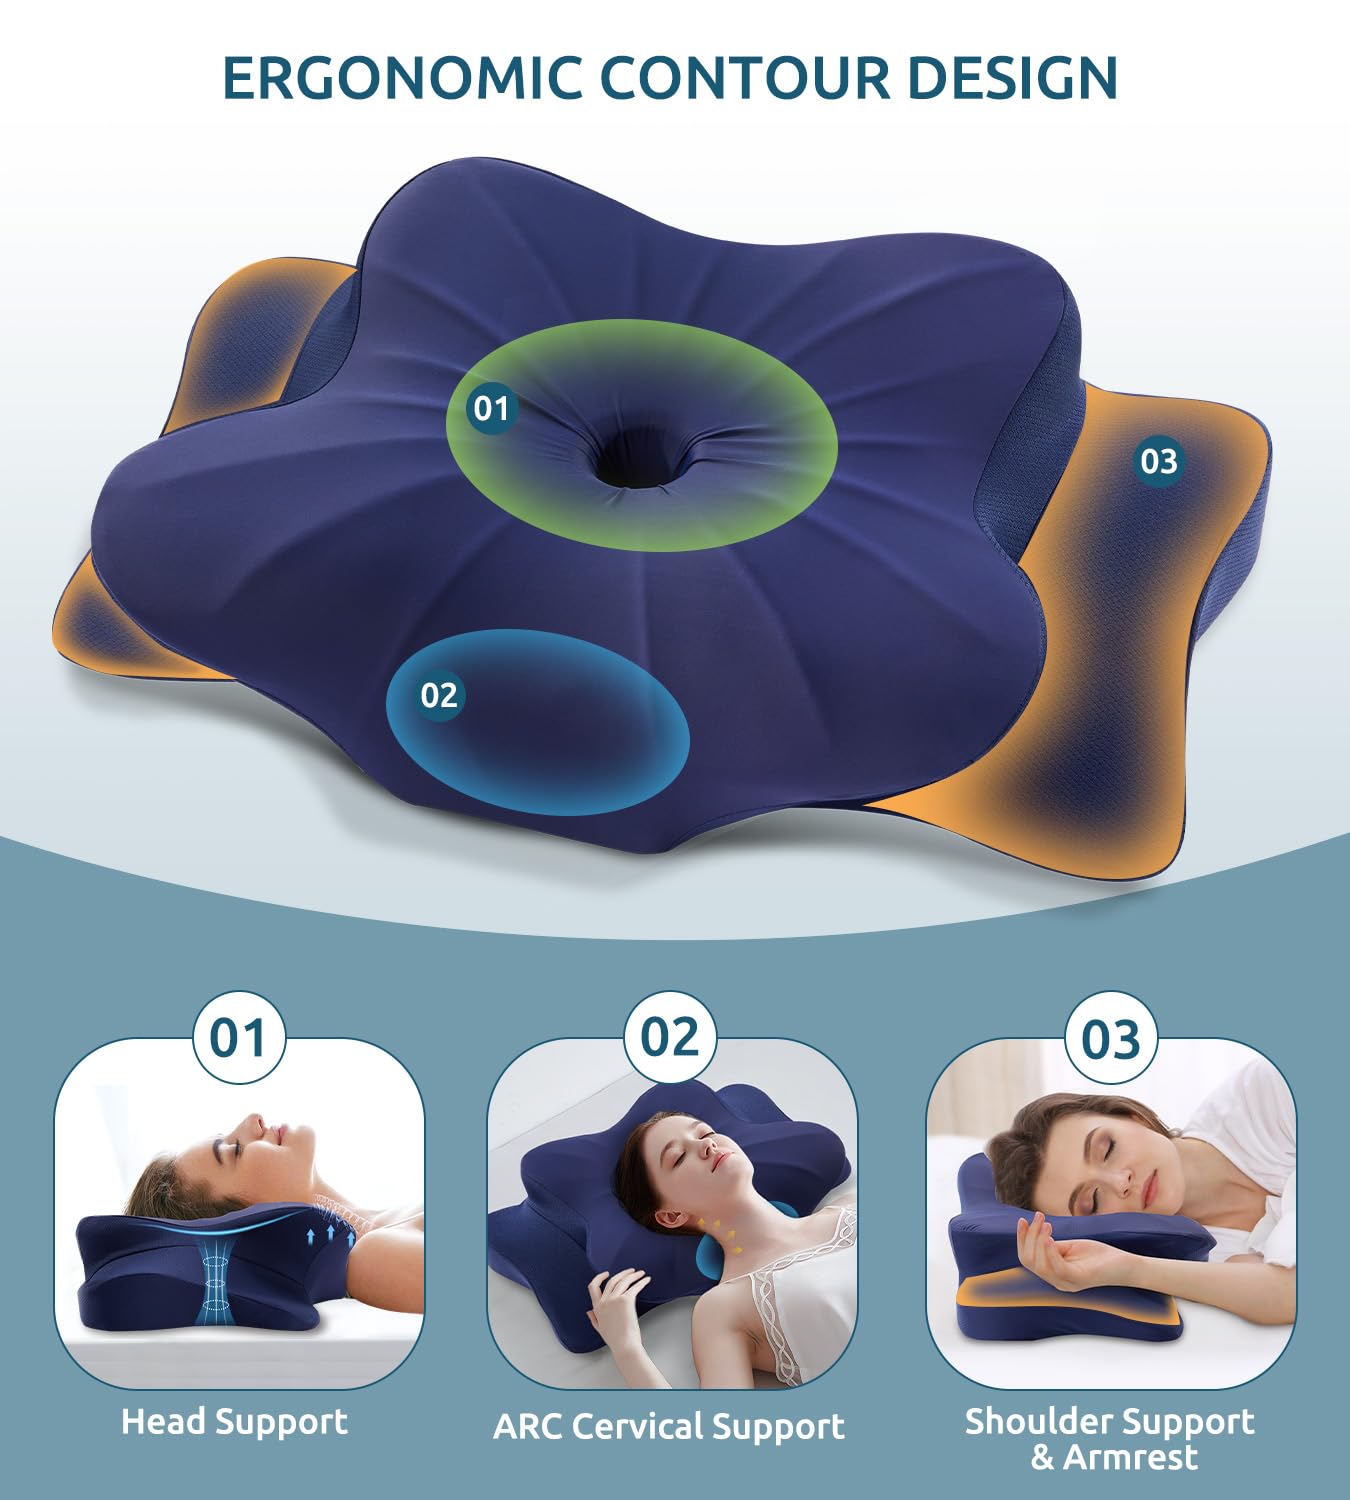 ERGONOMIC CONTOUR DESIGN
01
03
02
01
02
03
Head Support
ARC Cervical Support
Shoulder Support
& Armrest